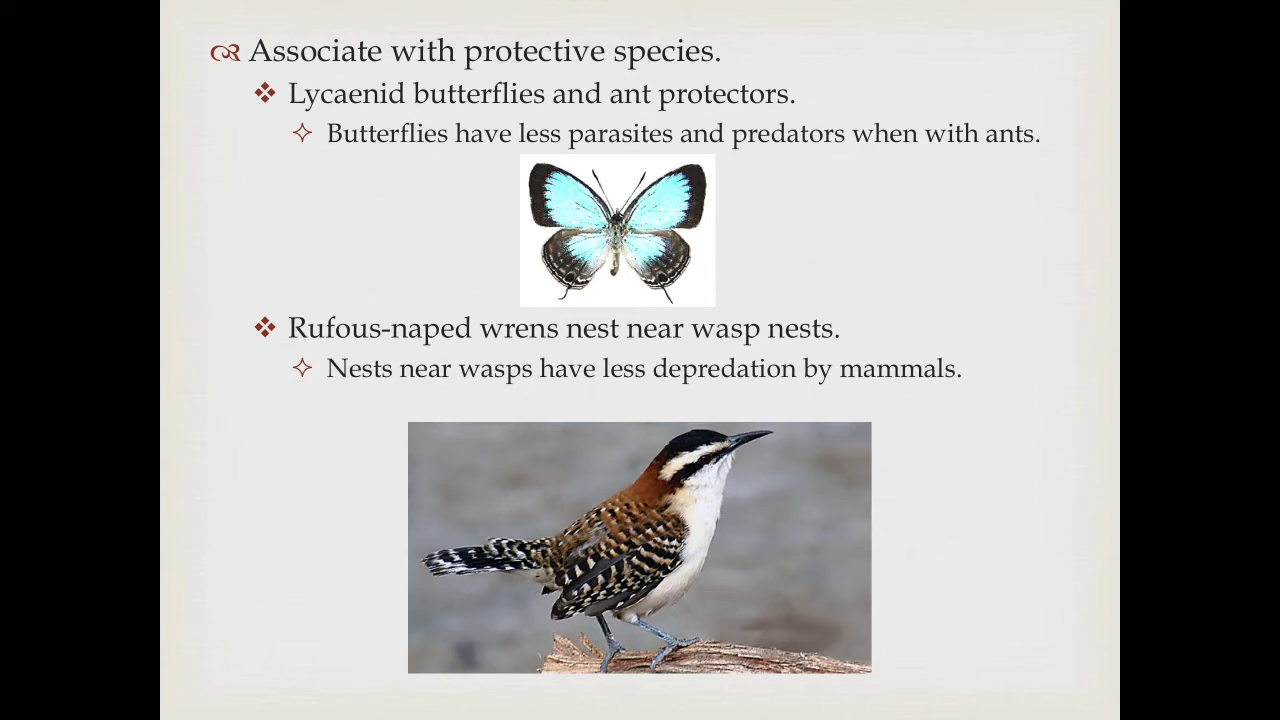 Associate with protective species.
Lycaenid butterflies and ant protectors.
Butterflies have less parasites and predators when with ants.
Rufous-naped wrens nest near wasp nests.
Nests near wasps have less depredation by mammals.